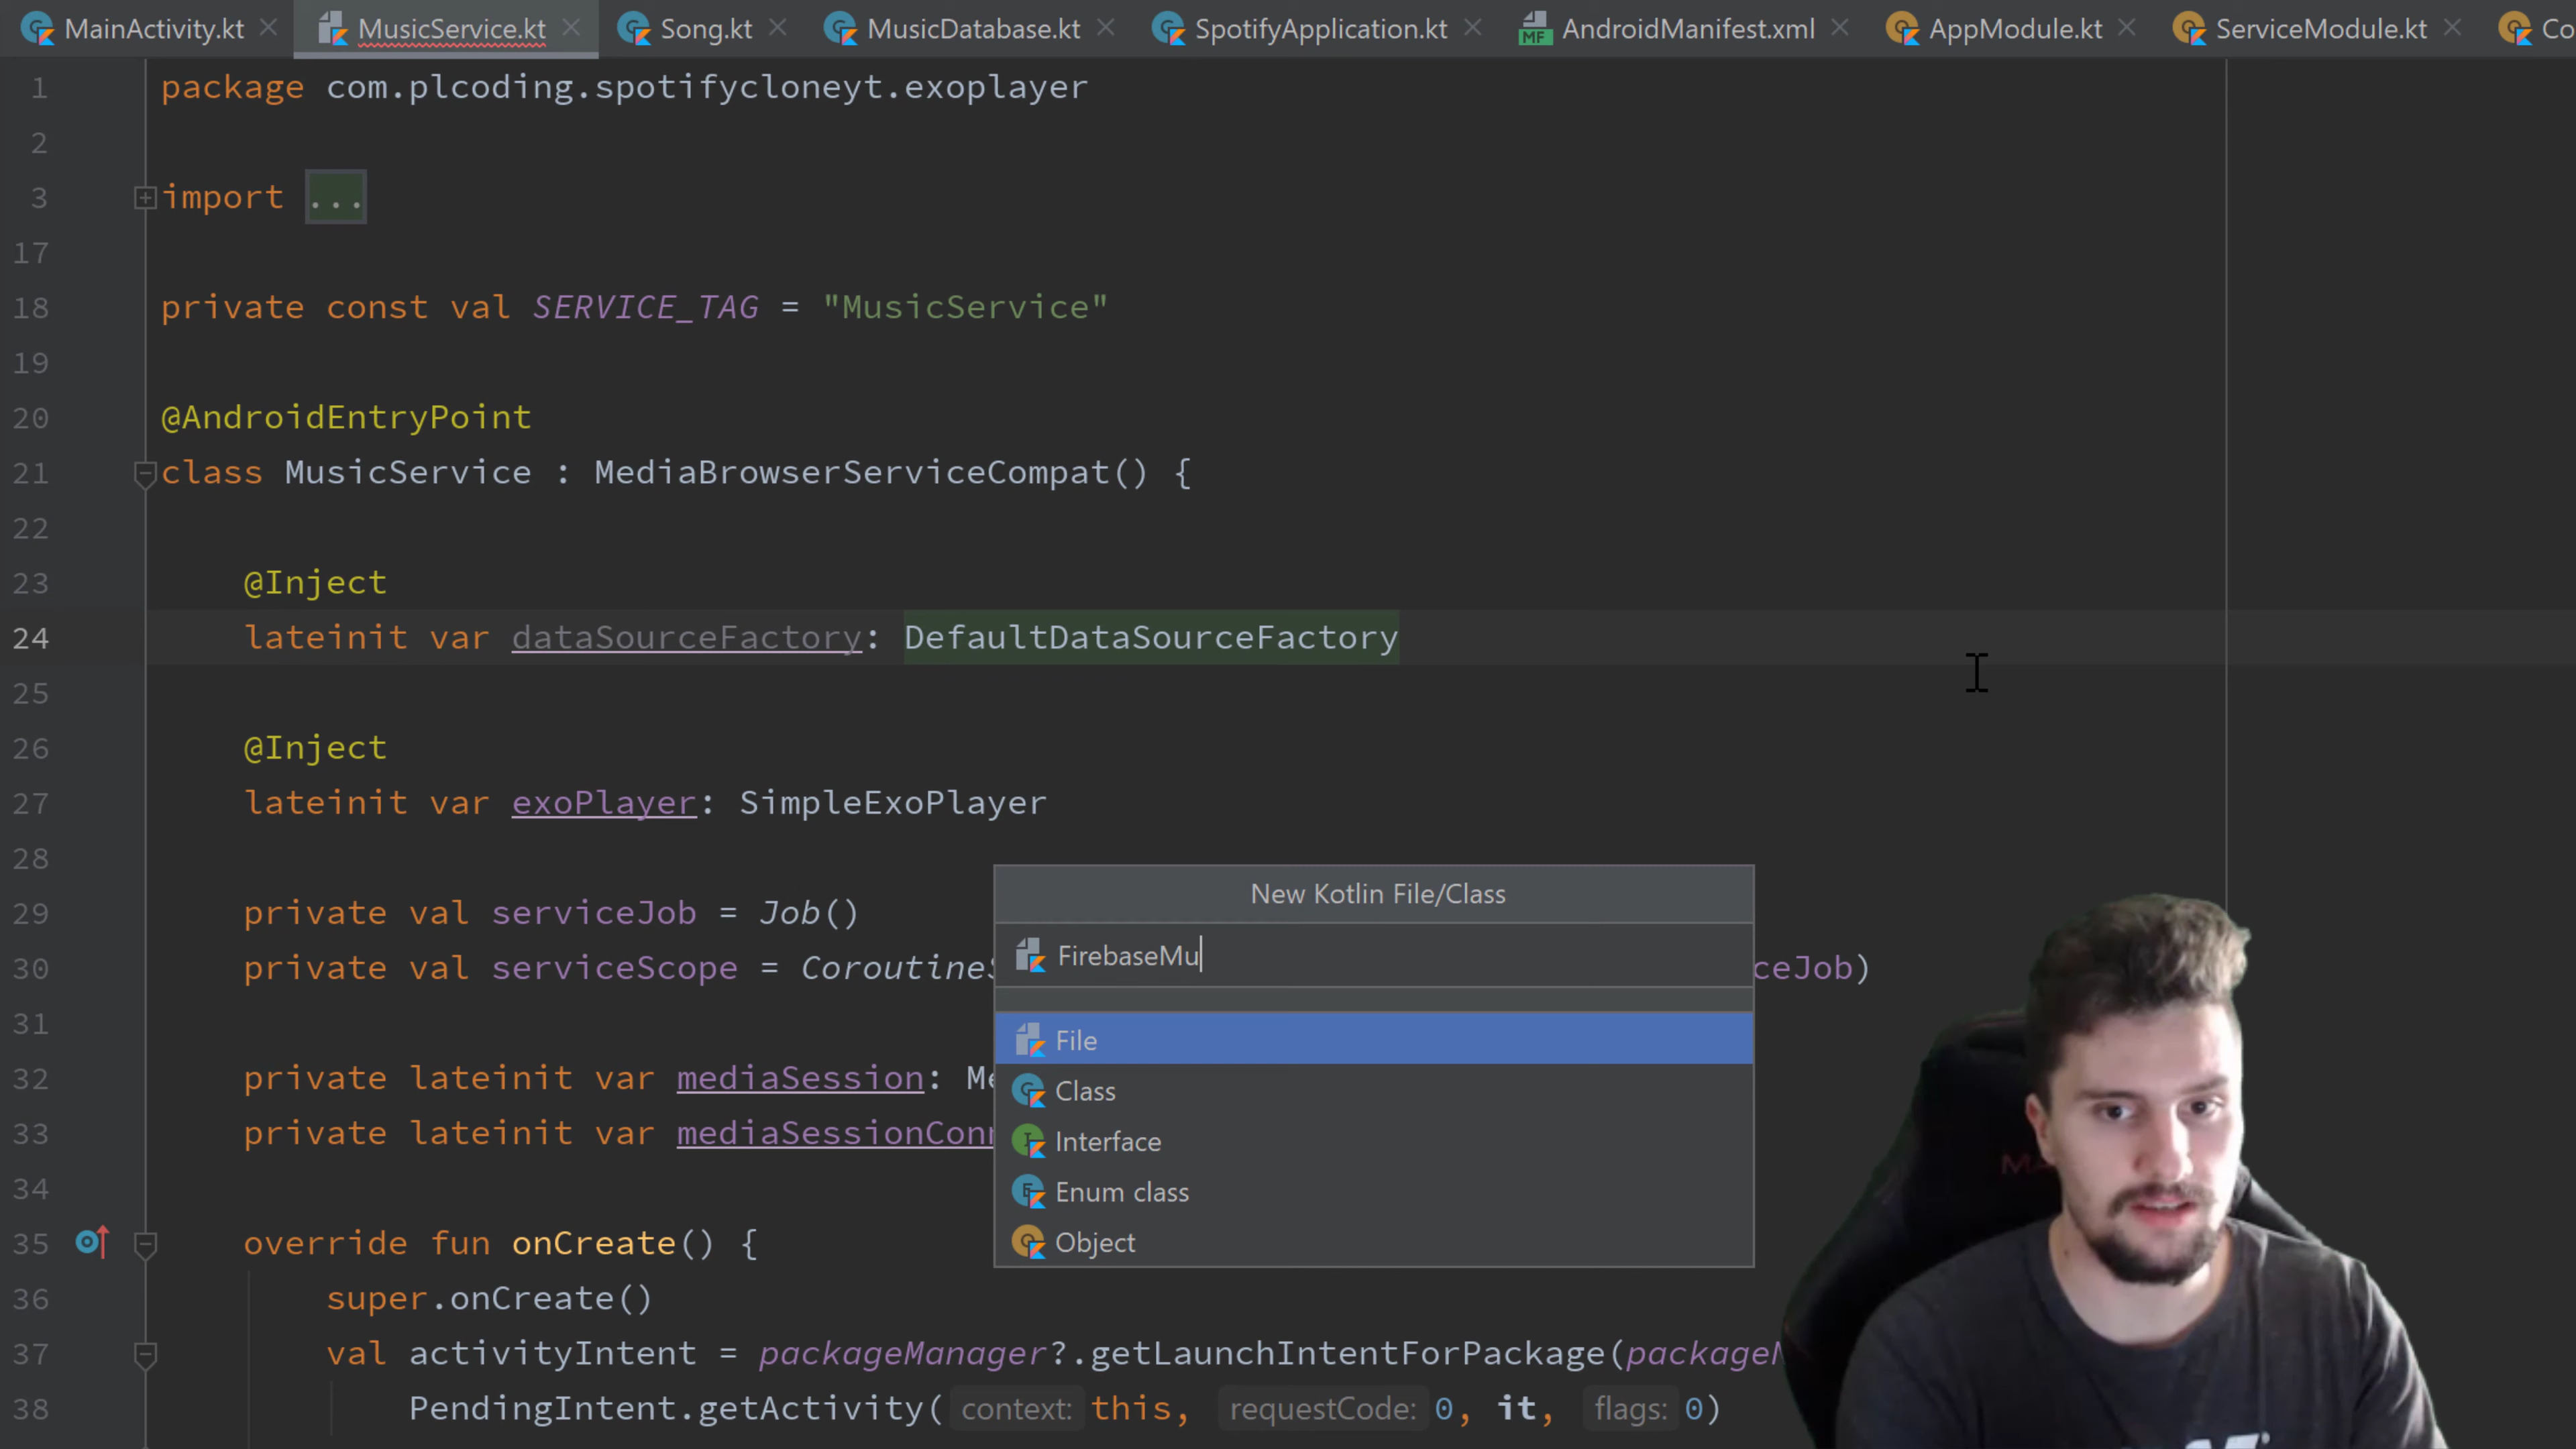 MainActivity.kt MusicService.kt Song.kt MusicDatabase.kt SpotifyApplication.kt AndroidManifest.xml AppModule.kt ServiceModule.kt Co
1 package com.plcoding.spotifycloneyt.exoplayer
2
3 import ...
17
18 private const val SERVICE_TAG = "MusicService"
19
20 @AndroidEntryPoint
21 class MusicService : MediaBrowserServiceCompat() {
22
23 @Inject
24 lateinit var dataSourceFactory: DefaultDataSourceFactory
25
26 @Inject
27 lateinit var exoPlayer: SimpleExoPlayer
28
New Kotlin File/Class
29 private val serviceJob = Job()
FirebaseMu
30 private val serviceScope = CoroutineS ceJob)
31
File
32 private lateinit var mediaSession: Me
Class
33 private lateinit var mediaSessionConn
Interface
34
Enum class
35 override fun onCreate() {
Object
36 super.onCreate()
37 val activityIntent = packageManager?.getLaunchIntentForPackage(packageN
38 PendingIntent.getActivity( context: this, requestCode: 0, it, flags: 0)